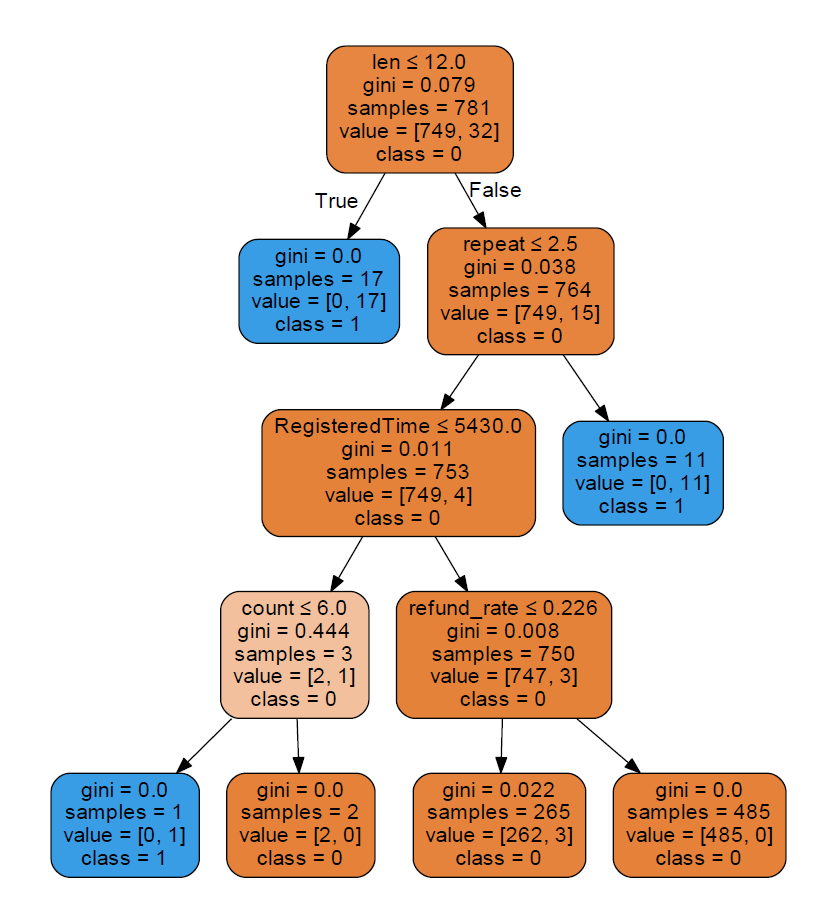 len ≤ 12.0
gini = 0.079
samples = 781
value = [749, 32]
class = 0
True
False
gini = 0.0
samples = 17
value = [0, 17]
class = 1
repeat ≤ 2.5
gini = 0.038
samples = 764
value = [749, 15]
class = 0
RegisteredTime ≤ 5430.0
gini = 0.011
samples = 753
value = [749, 4]
class = 0
gini = 0.0
samples = 11
value = [0, 11]
class = 1
count ≤ 6.0
gini = 0.444
samples = 3
value = [2, 1]
class = 0
refund_rate ≤ 0.226
gini = 0.008
samples = 750
value = [747, 3]
class = 0
gini = 0.0
samples = 1
value = [0, 1]
class = 1
gini = 0.0
samples = 2
value = [2, 0]
class = 0
gini = 0.022
samples = 265
value = [262, 3]
class = 0
gini = 0.0
samples = 485
value = [485, 0]
class = 0